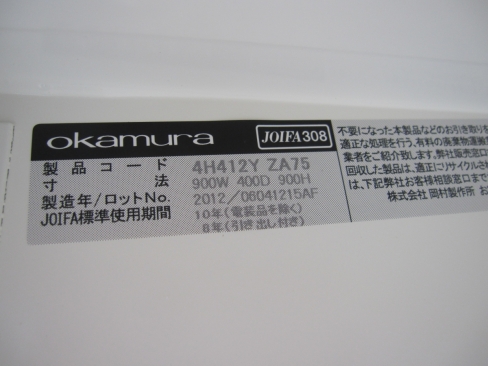 okamura JOIFA308
製品コード 4H412Y ZA75
寸法 900W 400D 900H
製造年/ロットNo. 2012/06041215AF
JOIFA標準使用期間 10年(電装品を除く)
8年(引き出し付き)
不要になった本製品などのお引き取りを
適正な処理を行う、有料の廃棄物運搬
業者をご紹介致します。弊社販売
回収した製品は、適正にリサイクルされ
は、下記弊社お客様相談窓口まで
株式会社 岡村製作所 お